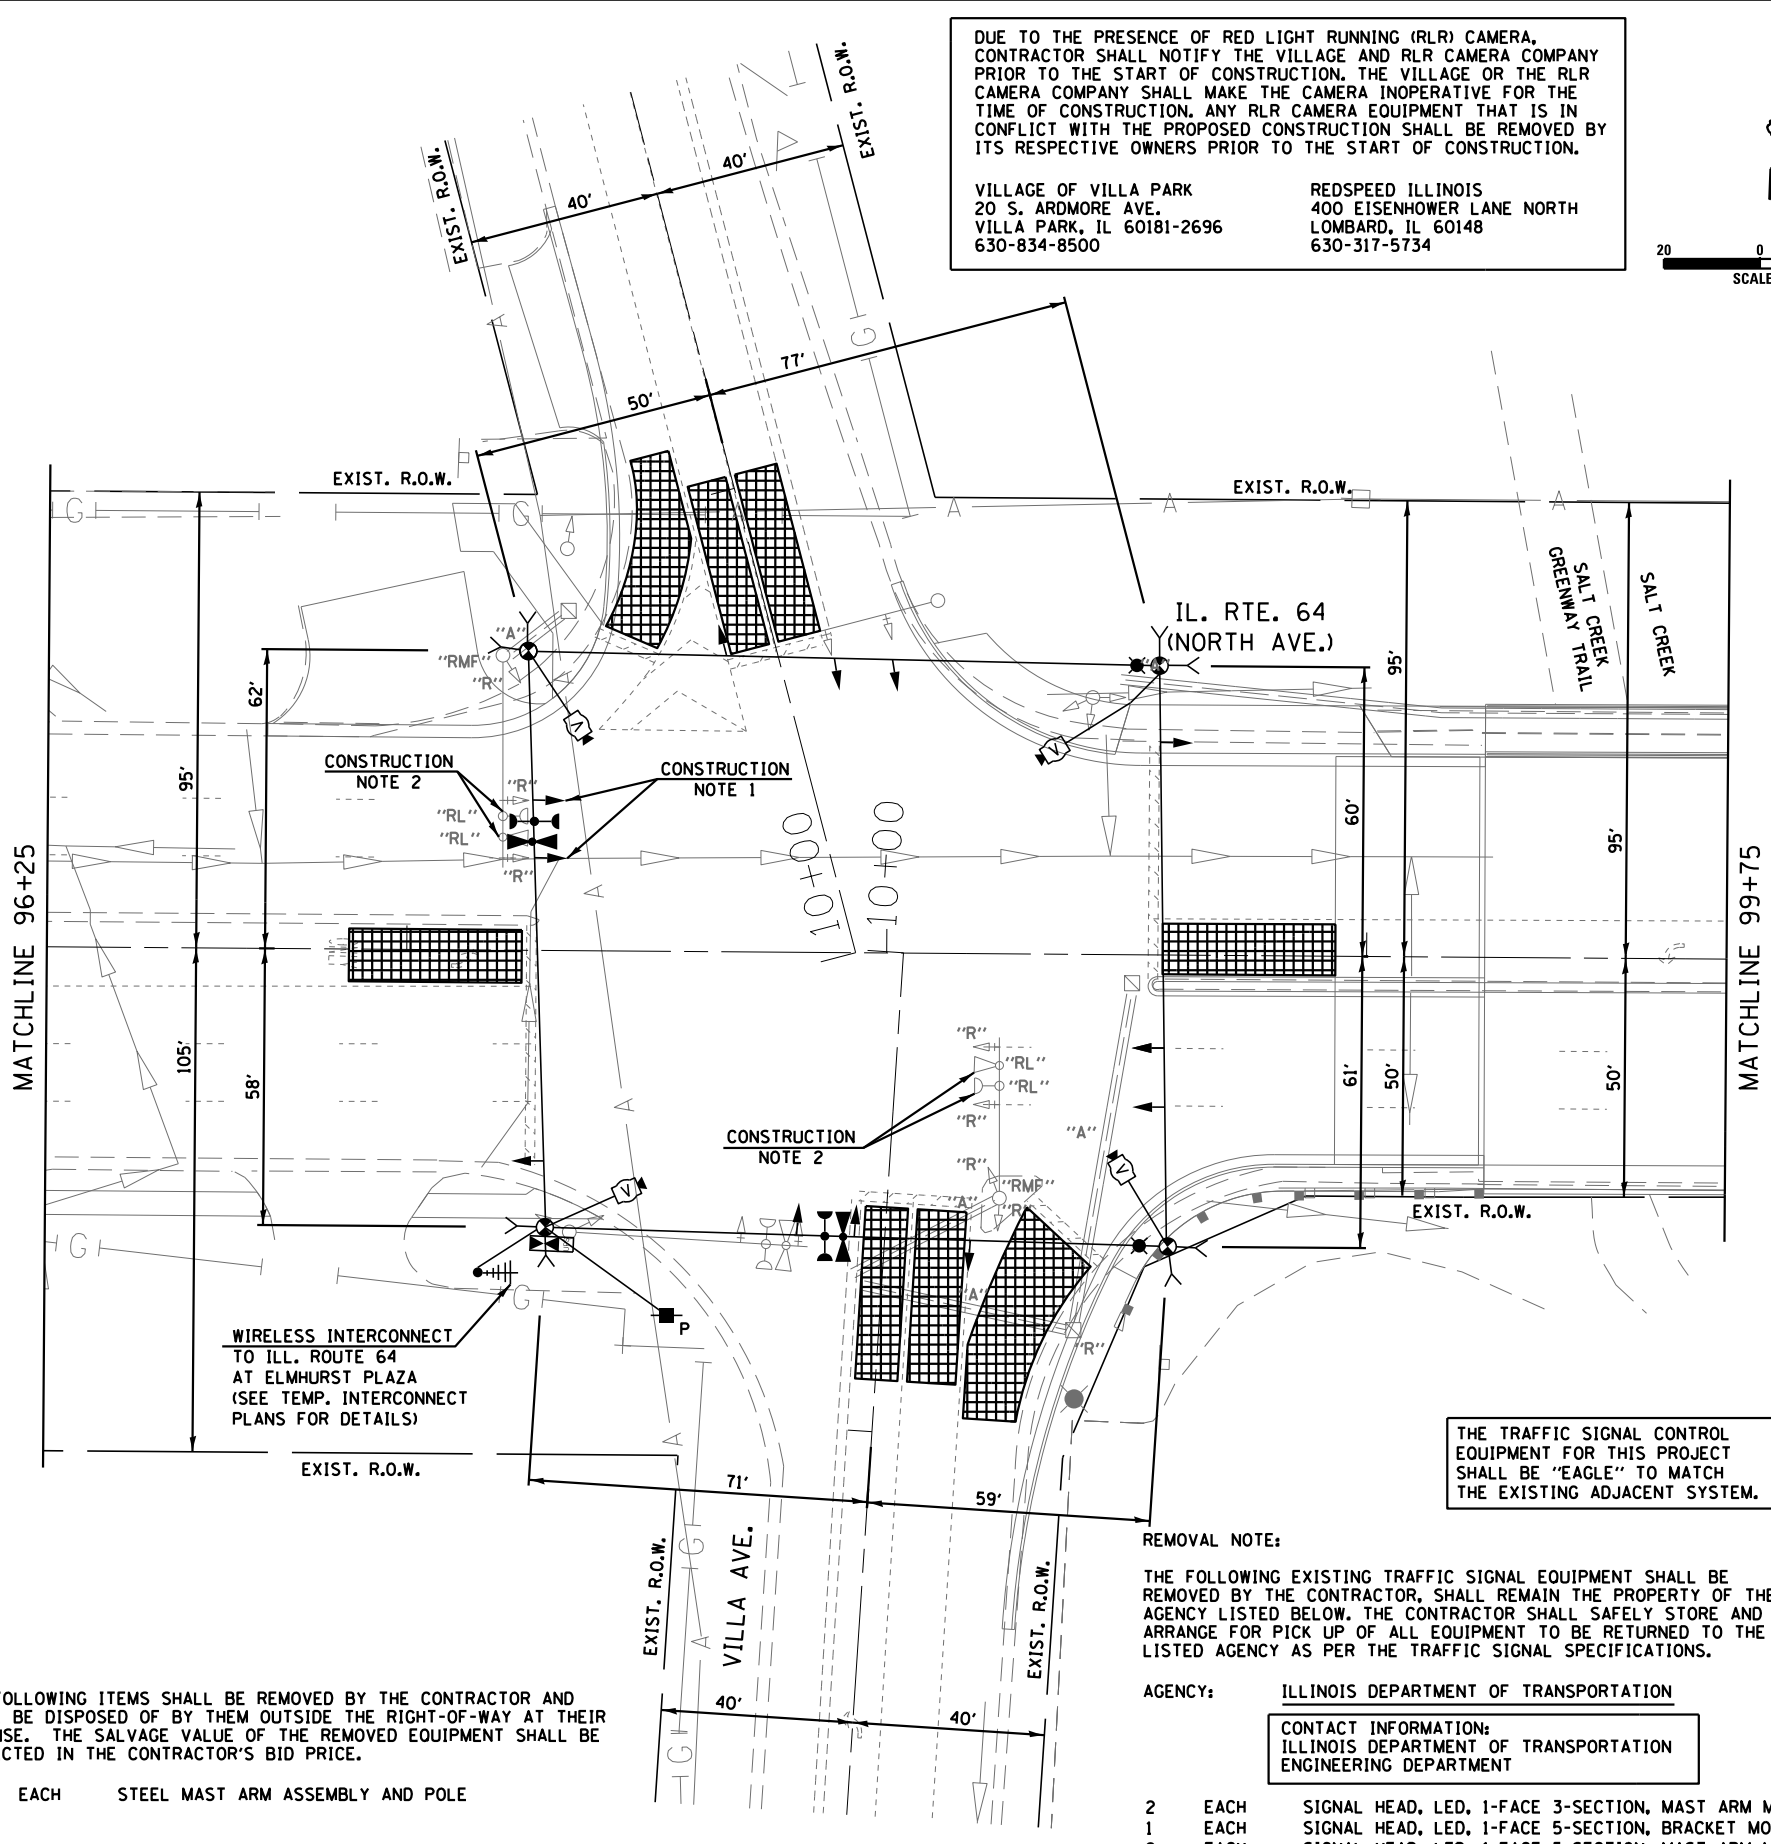 DUE TO THE PRESENCE OF RED LIGHT RUNNING (RLR) CAMERA,
CONTRACTOR SHALL NOTIFY THE VILLAGE AND RLR CAMERA COMPANY
PRIOR TO THE START OF CONSTRUCTION. THE VILLAGE OR THE RLR
CAMERA COMPANY SHALL MAKE THE CAMERA INOPERATIVE FOR THE
TIME OF CONSTRUCTION. ANY RLR CAMERA EQUIPMENT THAT IS IN
CONFLICT WITH THE PROPOSED CONSTRUCTION SHALL BE REMOVED BY
ITS RESPECTIVE OWNERS PRIOR TO THE START OF CONSTRUCTION.
VILLAGE OF VILLA PARK
20 S. ARDMORE AVE.
VILLA PARK, IL 60181-2696
630-834-8500
REDSPEED ILLINOIS
400 EISENHOWER LANE NORTH
LOMBARD, IL 60148
630-317-5734
20 0
SCALE
EXIST. R.O.W.
EXIST. R.O.W.
40'
40'
A
A
G
77'
50'
EXIST. R.O.W.
EXIST. R.O.W.
G
G
A
A
A
SALT CREEK
GREENWAY TRAIL
SALT CREEK
IL. RTE. 64
(NORTH AVE.)
"A"
"RMF"
"R"
V
V
"A"
62'
95'
95'
60'
95'
CONSTRUCTION
NOTE 2
CONSTRUCTION
NOTE 1
"R"
"RL"
"RL"
"R"
A
10+00
10+00
MATCHLINE 96+25
MATCHLINE 99+75
105'
58'
61'
50'
50'
A
"R"
"RL"
"RL"
"R"
"A"
CONSTRUCTION
NOTE 2
"R"
"RMF"
"A"
"R"
V
V
EXIST. R.O.W.
G
G
P
"A"
"R"
WIRELESS INTERCONNECT
TO ILL. ROUTE 64
AT ELMHURST PLAZA
(SEE TEMP. INTERCONNECT
PLANS FOR DETAILS)
EXIST. R.O.W.
A
71'
59'
THE TRAFFIC SIGNAL CONTROL
EQUIPMENT FOR THIS PROJECT
SHALL BE "EAGLE" TO MATCH
THE EXISTING ADJACENT SYSTEM.
EXIST. R.O.W.
G
G
A
VILLA AVE.
EXIST. R.O.W.
40'
40'
G
REMOVAL NOTE:
THE FOLLOWING EXISTING TRAFFIC SIGNAL EQUIPMENT SHALL BE
REMOVED BY THE CONTRACTOR, SHALL REMAIN THE PROPERTY OF THE
AGENCY LISTED BELOW. THE CONTRACTOR SHALL SAFELY STORE AND
ARRANGE FOR PICK UP OF ALL EQUIPMENT TO BE RETURNED TO THE
LISTED AGENCY AS PER THE TRAFFIC SIGNAL SPECIFICATIONS.
AGENCY: ILLINOIS DEPARTMENT OF TRANSPORTATION
CONTACT INFORMATION:
ILLINOIS DEPARTMENT OF TRANSPORTATION
ENGINEERING DEPARTMENT
2 EACH SIGNAL HEAD, LED, 1-FACE 3-SECTION, MAST ARM M
1 EACH SIGNAL HEAD, LED, 1-FACE 5-SECTION, BRACKET MO
OLLOWING ITEMS SHALL BE REMOVED BY THE CONTRACTOR AND
BE DISPOSED OF BY THEM OUTSIDE THE RIGHT-OF-WAY AT THEIR
NSE. THE SALVAGE VALUE OF THE REMOVED EQUIPMENT SHALL BE
CTED IN THE CONTRACTOR'S BID PRICE.
EACH STEEL MAST ARM ASSEMBLY AND POLE